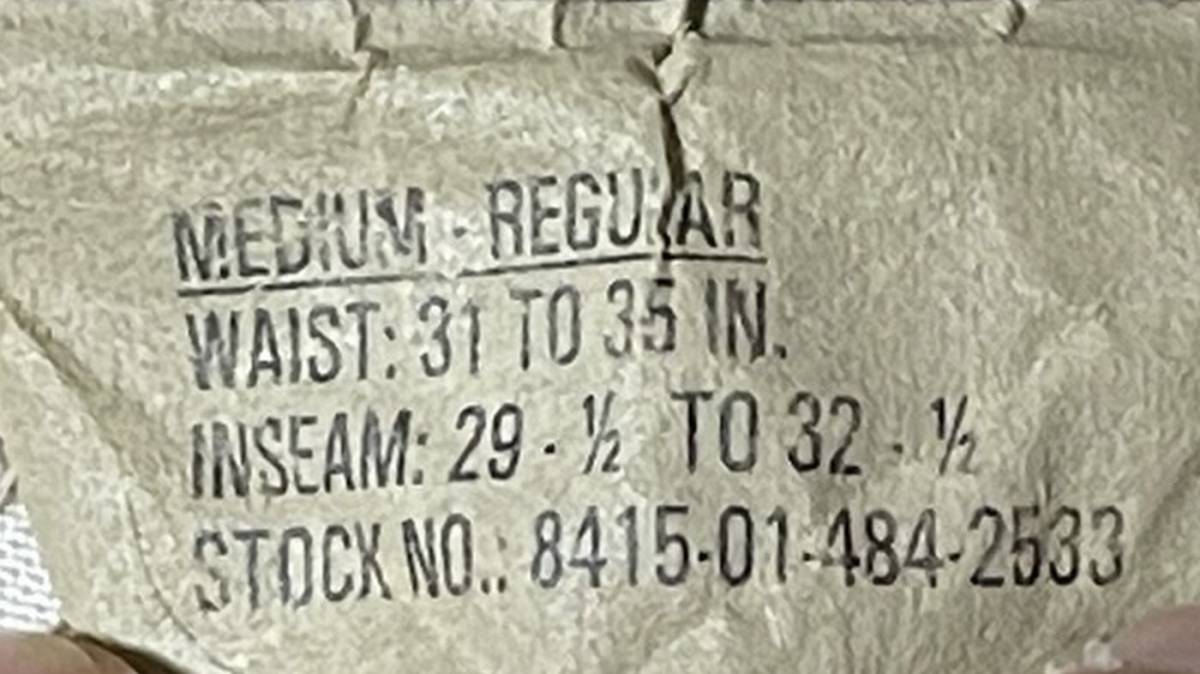 MEDIUM - REGULAR
WAIST: 31 TO 35 IN.
INSEAM: 29 - ½ TO 32 - ½
STOCK NO.: 8415-01-484-2533